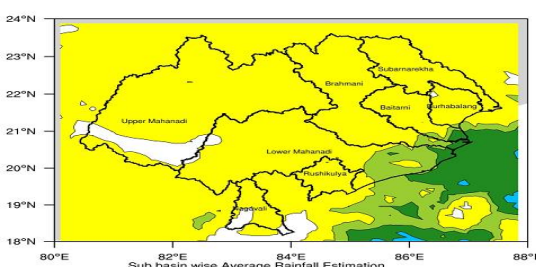 24°N
23°N
Subarnarekha
Brahmani
22°N
Baitarni
Burhabalang
Upper Mahanadi
21°N
Lower Mahanadi
20°N
Rushikulya
19°N
18°N
80°E 82°E 84°E 86°E 88°E
Sub basin wise Average Rainfall Estimation